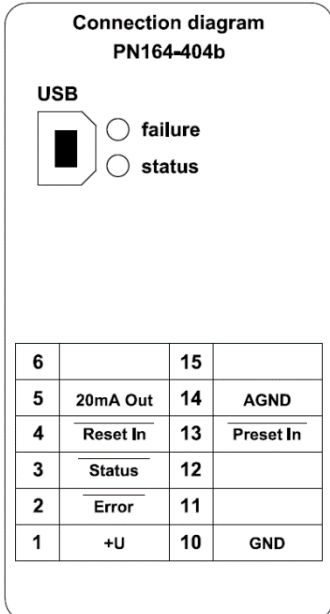 Connection diagram
PN164-404b
USB
failure
status
6 15
5 20mA Out 14 AGND
4 Reset In 13 Preset In
3 Status 12
2 Error 11
1 +U 10 GND